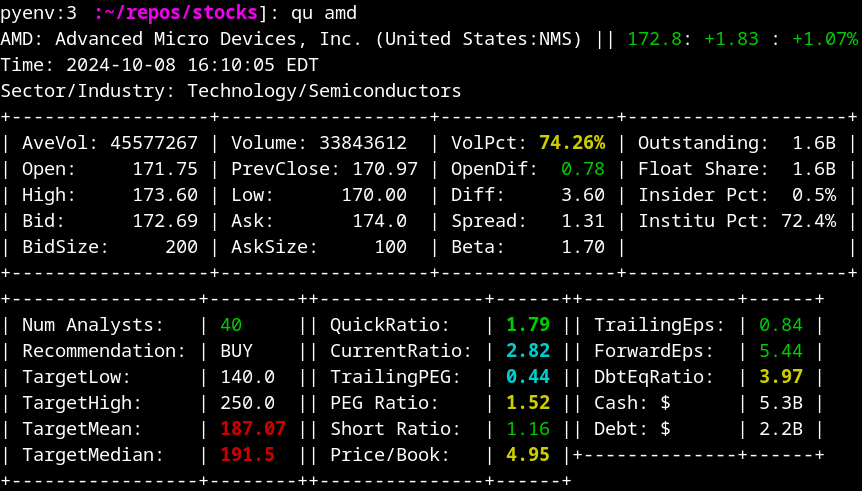 pyenv:3 :~/repos/stocks]: qu amd
AMD: Advanced Micro Devices, Inc. (United States:NMS) || 172.8: +1.83 : +1.07%
Time: 2024-10-08 16:10:05 EDT
Sector/Industry: Technology/Semiconductors
+------------------+-------------------+----------------+--------------------+
| AveVol: 45577267 | Volume: 33843612  | VolPct: 74.26% | Outstanding:  1.6B |
| Open:     171.75 | PrevClose: 170.97 | OpenDif:  0.78 | Float Share:  1.6B |
| High:     173.60 | Low:       170.00 | Diff:     3.60 | Insider Pct:  0.5% |
| Bid:      172.69 | Ask:        174.0 | Spread:   1.31 | Institu Pct: 72.4% |
| BidSize:     200 | AskSize:     100  | Beta:     1.70 |                    |
+------------------+-------------------+----------------+--------------------+
+-----------------+--------++---------------+------++--------------+------+
| Num Analysts:   | 40     || QuickRatio:   | 1.79 || TrailingEps: | 0.84 |
| Recommendation: | BUY    || CurrentRatio: | 2.82 || ForwardEps:  | 5.44 |
| TargetLow:      | 140.0  || TrailingPEG:  | 0.44 || DbtEqRatio:  | 3.97 |
| TargetHigh:     | 250.0  || PEG Ratio:    | 1.52 || Cash: $      | 5.3B |
| TargetMean:     | 187.07 || Short Ratio:  | 1.16 || Debt: $      | 2.2B |
| TargetMedian:   | 191.5  || Price/Book:   | 4.95 |+--------------+------+
+-----------------+--------++---------------+------+